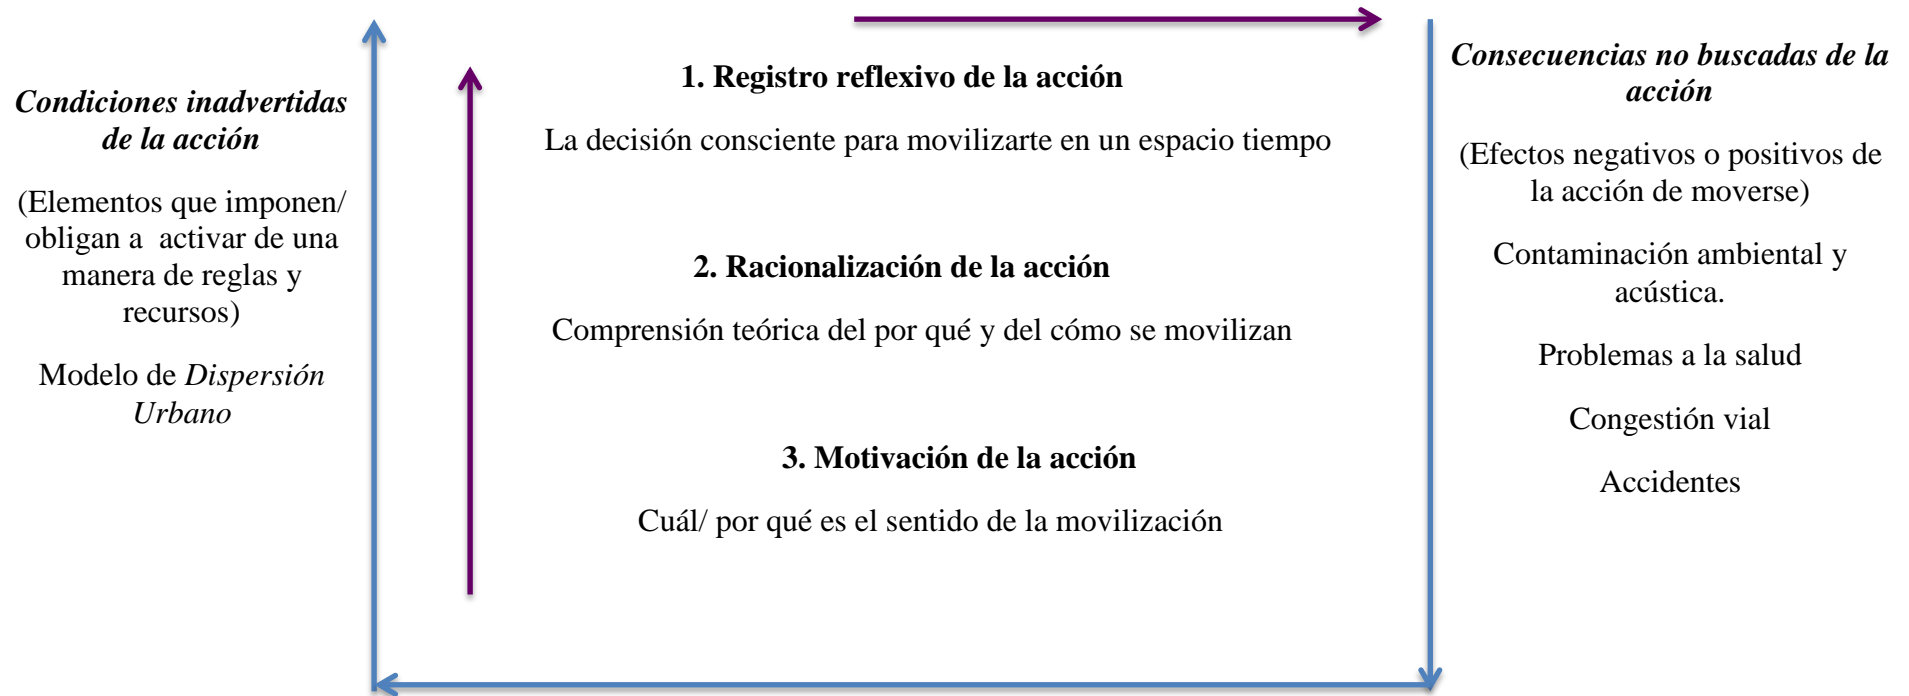 Condiciones inadvertidas
de la acción
(Elementos que imponen/
obligan a  activar de una
manera de reglas y
recursos)
Modelo de Dispersión
Urbano
1. Registro reflexivo de la acción
La decisión consciente para movilizarte en un espacio tiempo
2. Racionalización de la acción
Comprensión teórica del por qué y del cómo se movilizan
3. Motivación de la acción
Cuál/ por qué es el sentido de la movilización
Consecuencias no buscadas de la
acción
(Efectos negativos o positivos de
la acción de moverse)
Contaminación ambiental y
acústica.
Problemas a la salud
Congestión vial
Accidentes